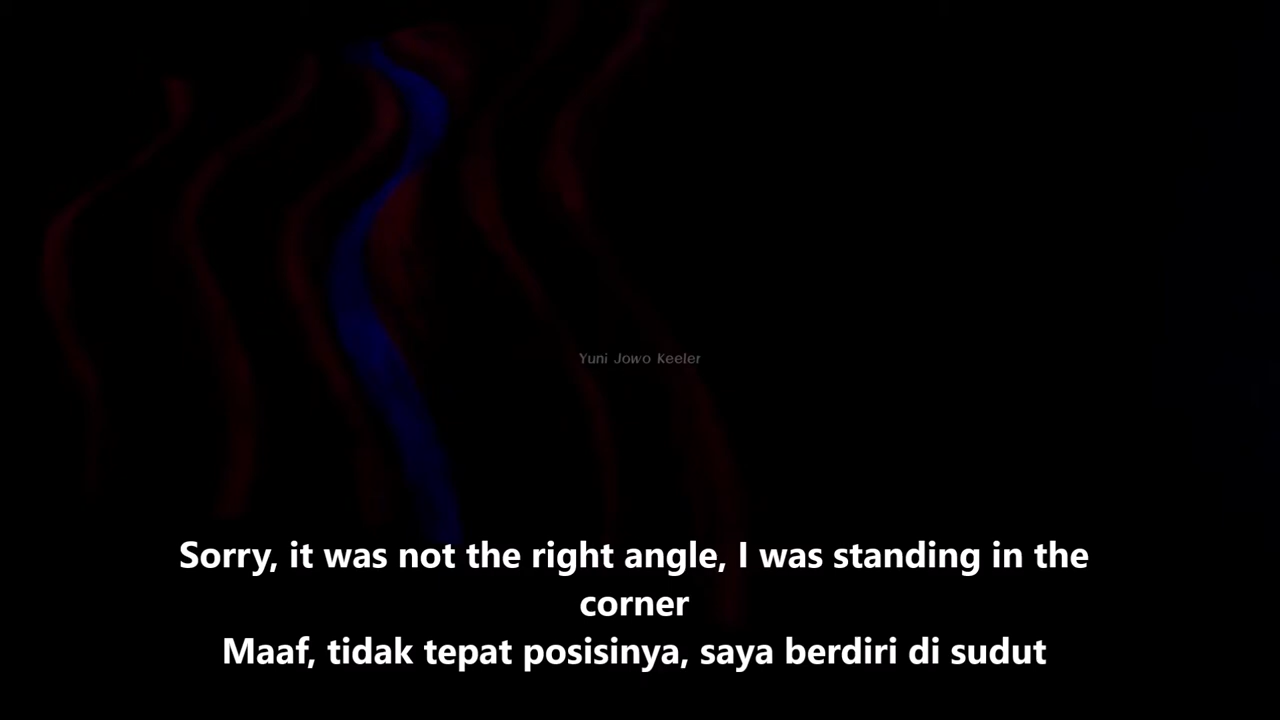 Yuni Jowo Keeler
Sorry, it was not the right angle, I was standing in the
corner
Maaf, tidak tepat posisinya, saya berdiri di sudut